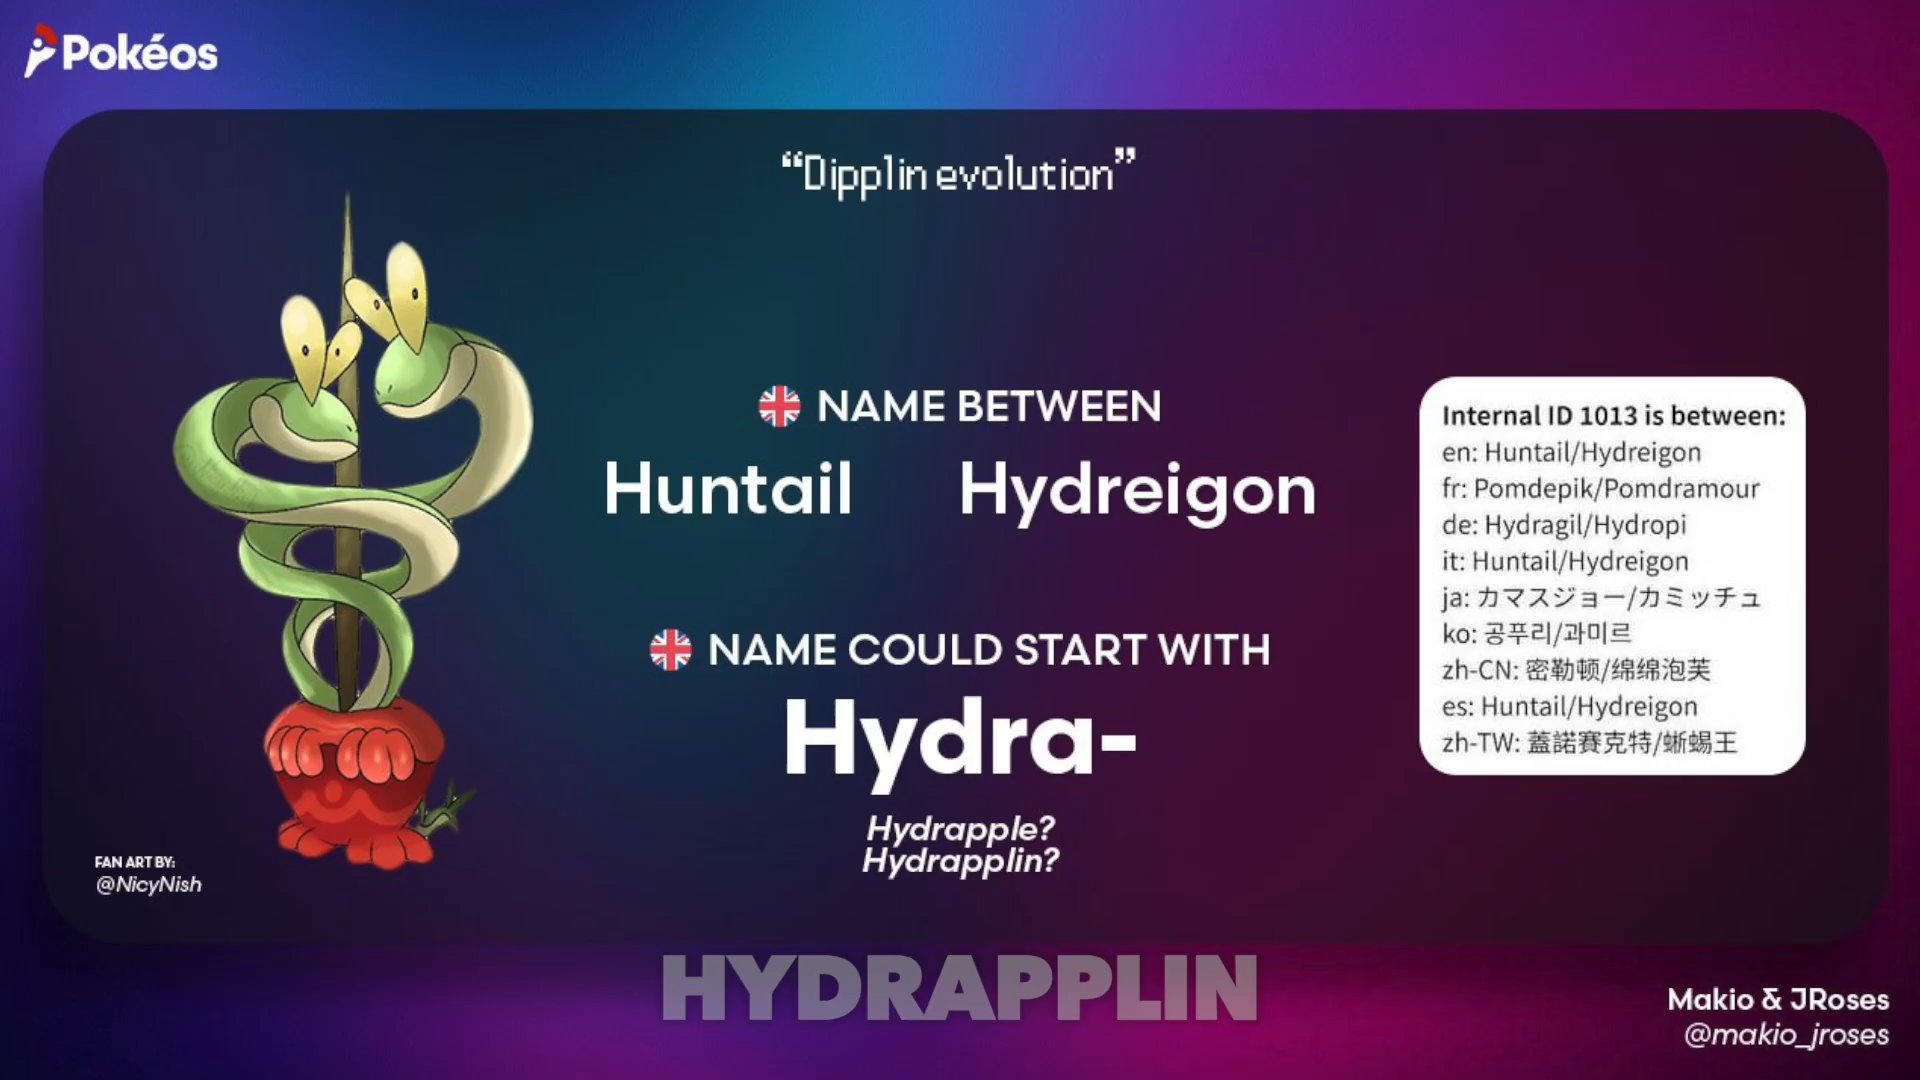 Pokéos
“Dipplin evolution”
NAME BETWEEN
Huntail Hydreigon
NAME COULD START WITH
Hydra-
Hydrapple?
Hydrapplin?
Internal ID 1013 is between:
en: Huntail/Hydreigon
fr: Pomdepik/Pomdramour
de: Hydragil/Hydropi
it: Huntail/Hydreigon
ja: カマスジョー/カミッチュ
ko: 공푸리/과미르
zh-CN: 密勒顿/绵绵泡芙
es: Huntail/Hydreigon
zh-TW: 蓋諾賽克特/蜥蜴王
FAN ART BY:
@NicyNish
HYDRAPPLIN
Makio & JRoses
@makio_jroses